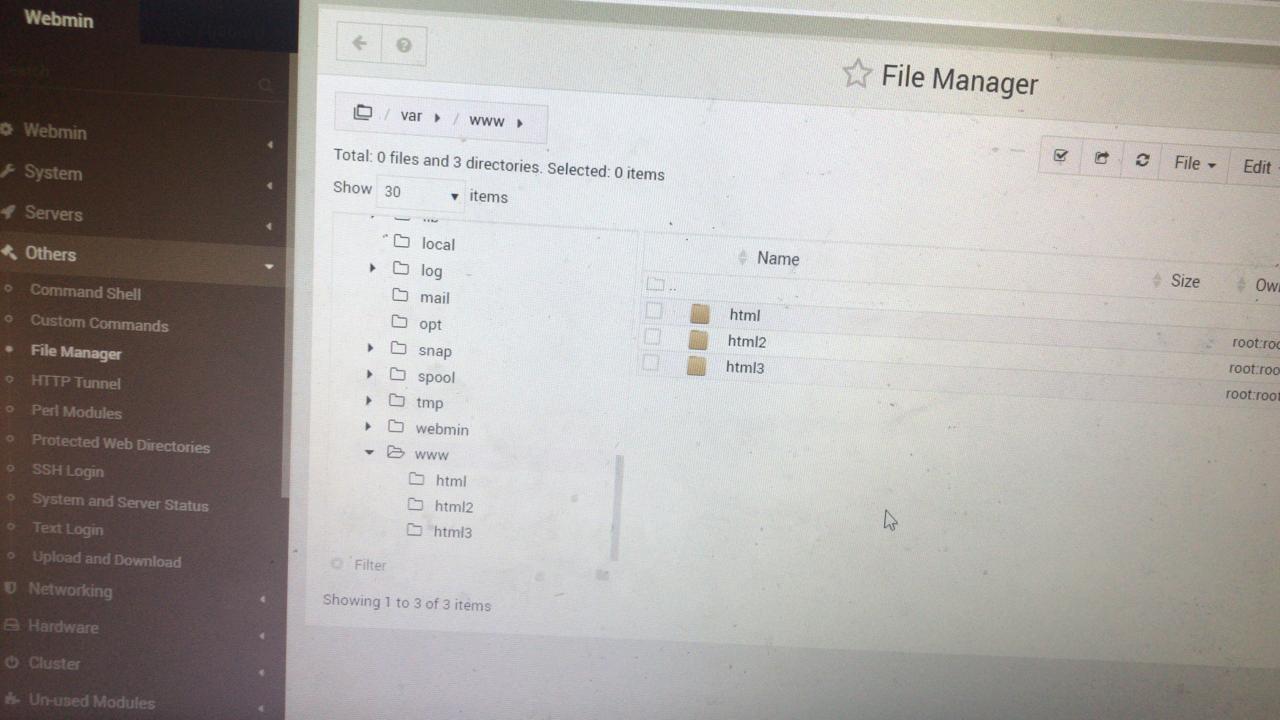 Webmin
Webmin
System
Servers
Others
Command Shell
Custom Commands
File Manager
HTTP Tunnel
Perl Modules
Protected Web Directories
SSH Login
System and Server Status
Text Login
Upload and Download
Networking
Hardware
Cluster
Un-used Modules
File Manager
/ var / www
Total: 0 files and 3 directories. Selected: 0 items
Show 30 items
File Edit
local
log
mail
opt
snap
spool
tmp
webmin
www
html
html2
html3
Filter
Showing 1 to 3 of 3 items
Name Size
..
html
html2
html3